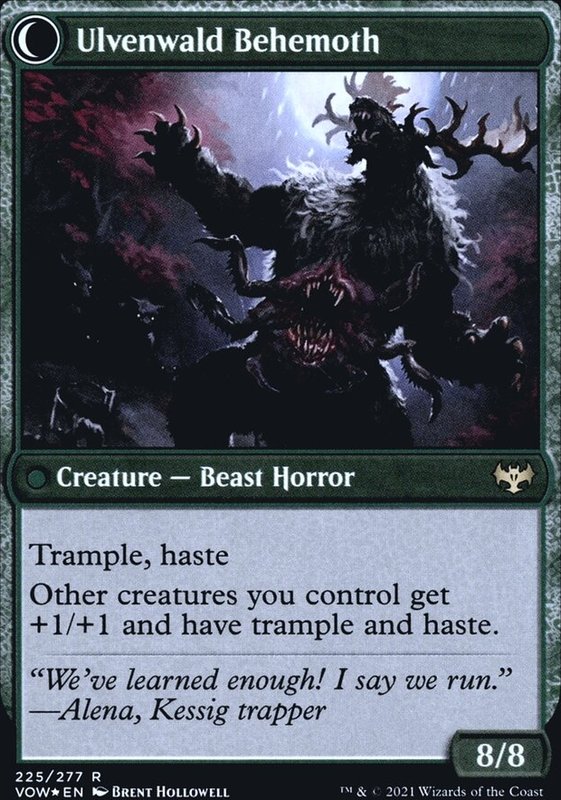 Ulvenwald Behemoth
Creature — Beast Horror
Trample, haste
Other creatures you control get
+1/+1 and have trample and haste.
“We’ve learned enough! I say we run.”
—Alena, Kessig trapper
8/8
225/277 R
VOW★EN Brent Hollowell
™ & © 2021 Wizards of the Coast